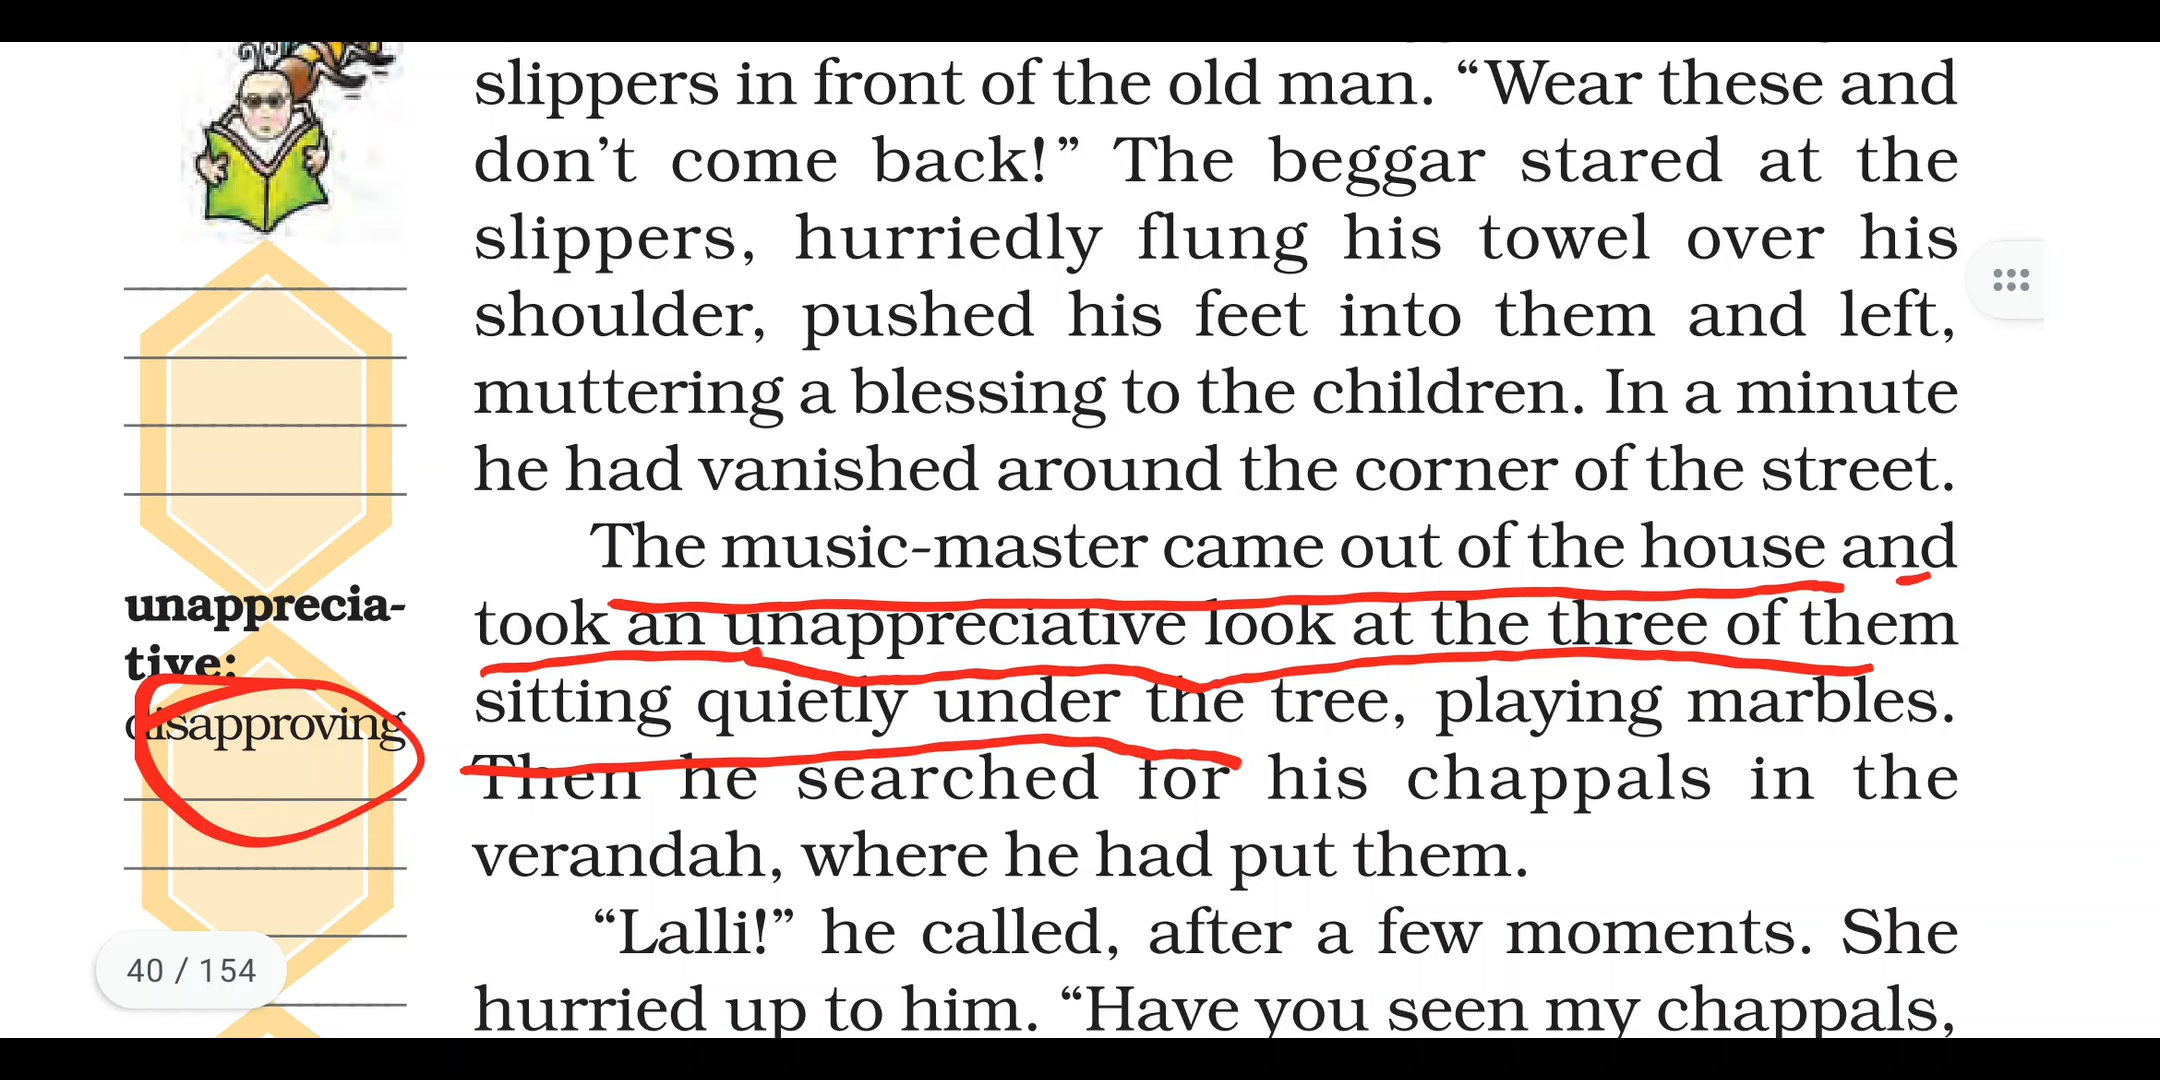 slippers in front of the old man. “Wear these and
don’t come back!” The beggar stared at the
slippers, hurriedly flung his towel over his
shoulder, pushed his feet into them and left,
muttering a blessing to the children. In a minute
he had vanished around the corner of the street.
The music-master came out of the house and
took an unappreciative look at the three of them
sitting quietly under the tree, playing marbles.
Then he searched for his chappals in the
verandah, where he had put them.
“Lalli!” he called, after a few moments. She
hurried up to him. “Have you seen my chappals,
unapprecia-
tive:
disapproving
40 / 154